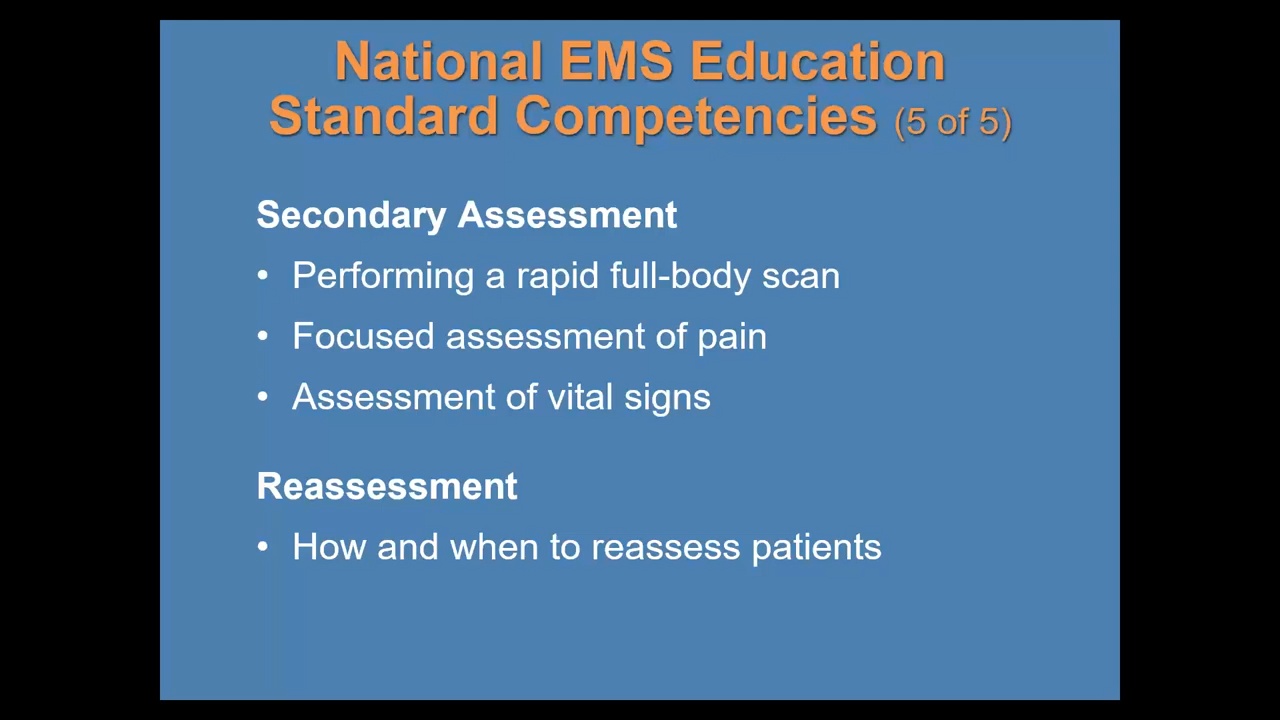 National EMS Education
Standard Competencies (5 of 5)
Secondary Assessment
• Performing a rapid full-body scan
• Focused assessment of pain
• Assessment of vital signs
Reassessment
• How and when to reassess patients